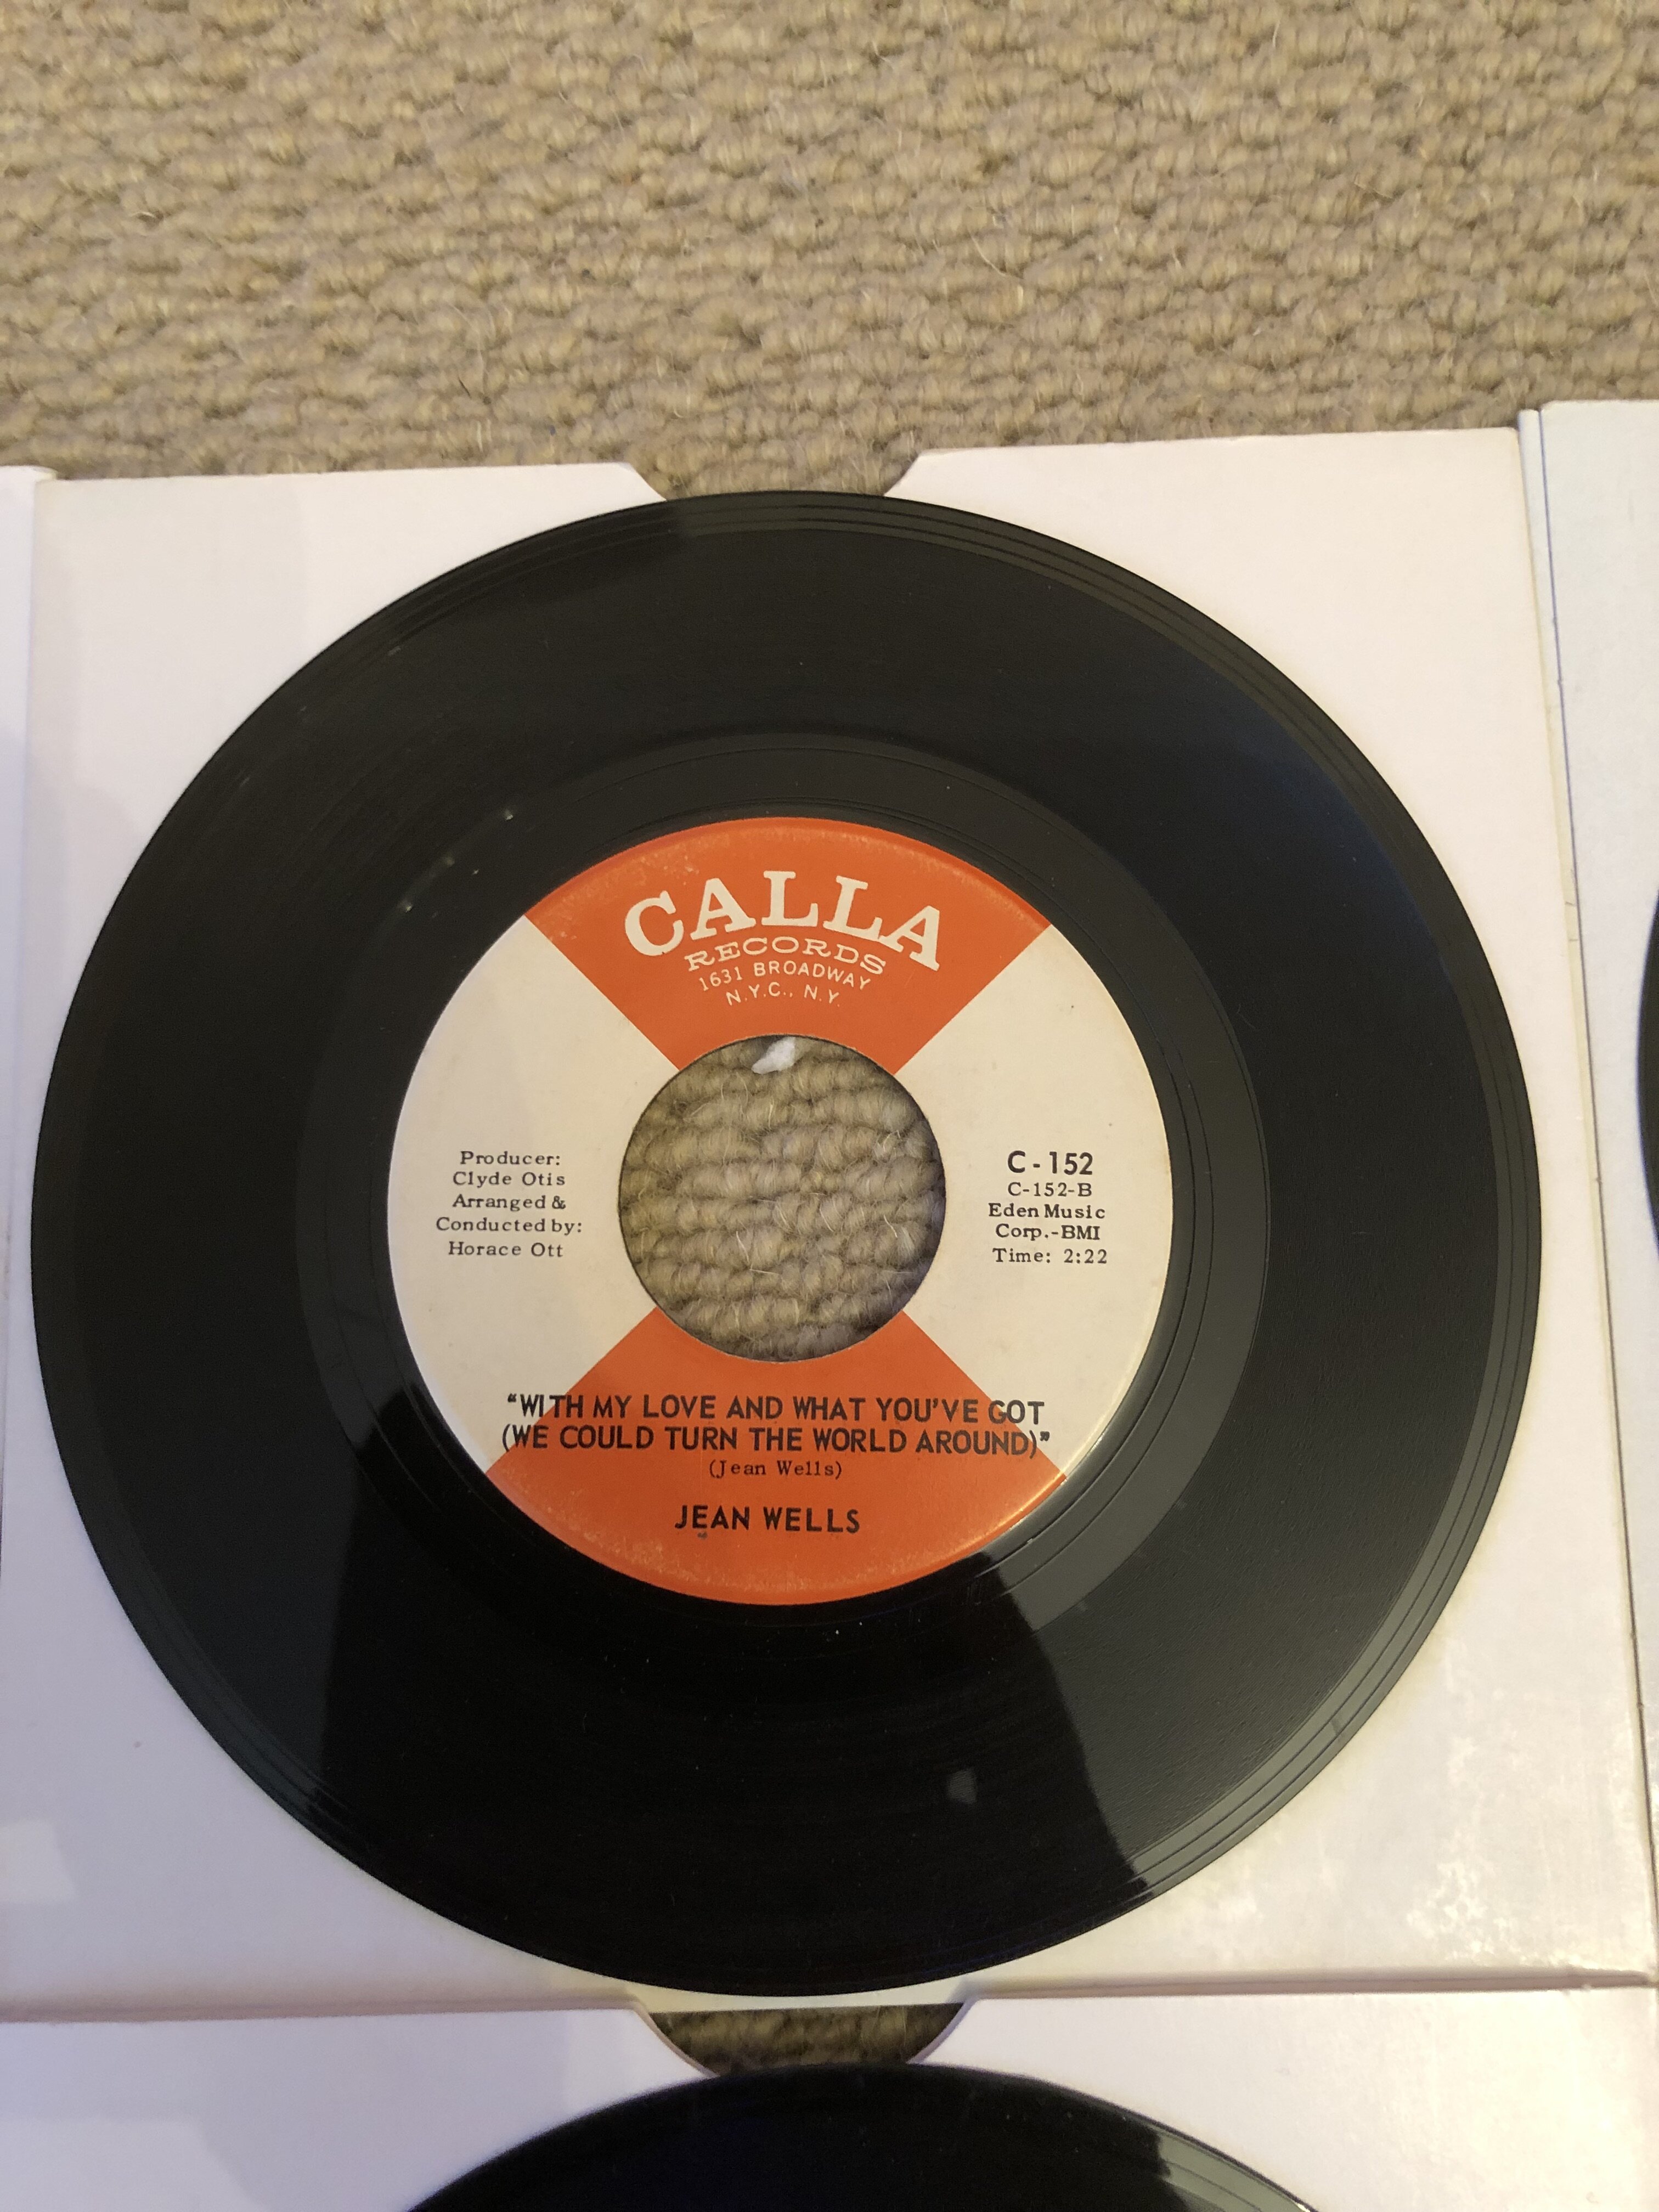 CALLA
RECORDS
1631 BROADWAY
N.Y.C., N.Y.
Producer:
Clyde Otis
Arranged &
Conducted by:
Horace Ott
C-152
C-152-B
Eden Music
Corp.-BMI
Time: 2:22
"WITH MY LOVE AND WHAT YOU'VE GOT
(WE COULD TURN THE WORLD AROUND)"
(Jean Wells)
JEAN WELLS